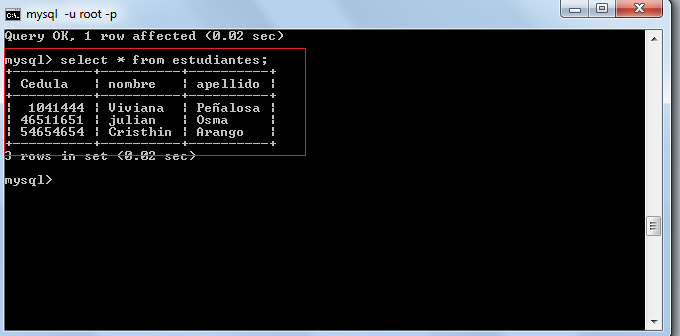 mysql  -u root -p
Query OK, 1 row affected (0.02 sec)
mysql> select * from estudiantes;
+----------+----------+----------+
| Cedula   | nombre   | apellido |
+----------+----------+----------+
|  1041444 | Viviana  | Peñalosa |
| 46511651 | julian   | Osma     |
| 54654654 | Cristhin | Arango   |
+----------+----------+----------+
3 rows in set (0.02 sec)
mysql>